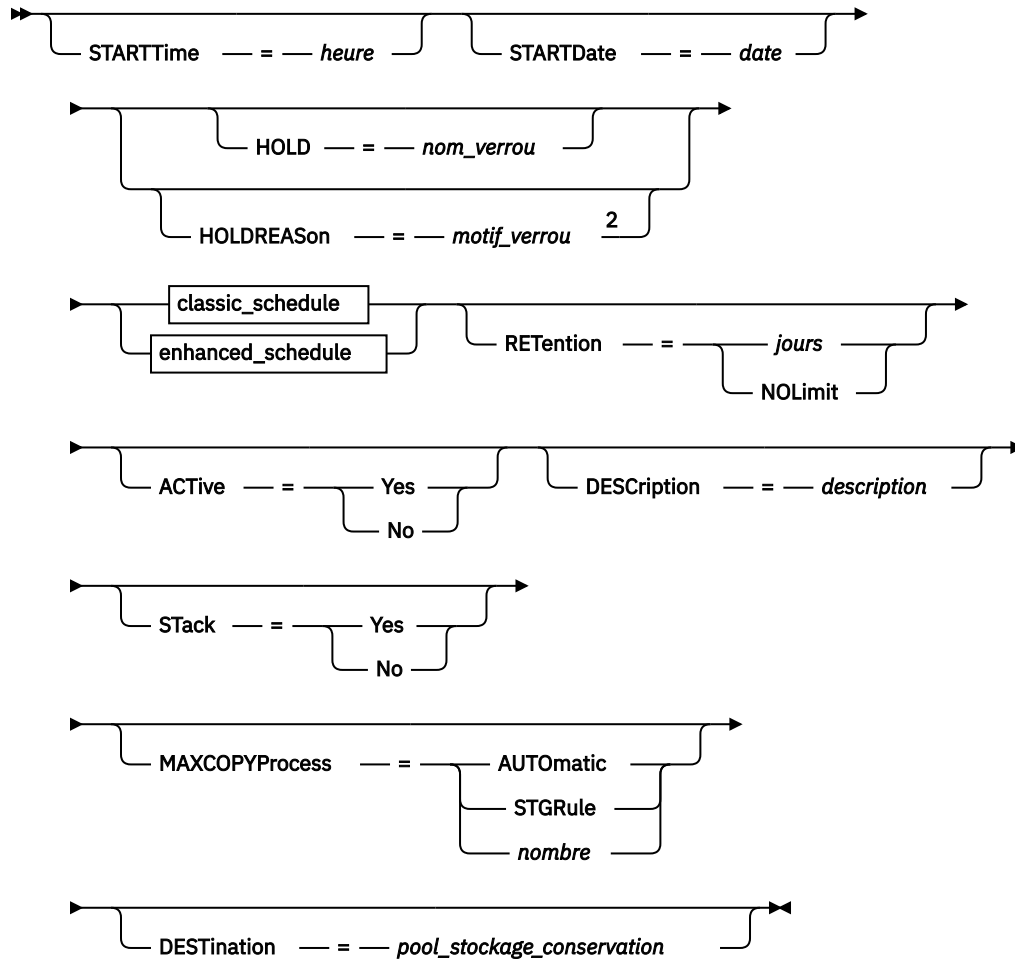 STARTTime = heure STARTDate = date
HOLD = nom_verrou
HOLDREASon = motif_verrou 2
classic_schedule
enhanced_schedule
RETention = jours
NOLimit
ACTive = Yes DESCription = description
No
STack = Yes
No
MAXCOPYProcess = AUTOmatic
STGRule
nombre
DESTination = pool_stockage_conservation